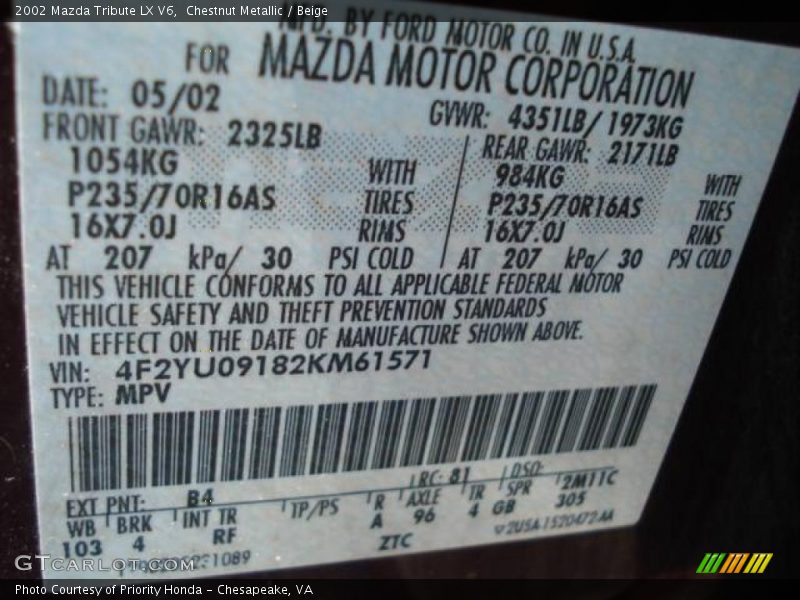 2002 Mazda Tribute LX V6,  Chestnut Metallic / Beige
MFD. BY FORD MOTOR CO. IN U.S.A.
FOR MAZDA MOTOR CORPORATION
DATE: 05/02 GVWR: 4351LB/ 1973KG
FRONT GAWR: 2325LB REAR GAWR: 2171LB
1054KG WITH 984KG WITH
P235/70R16AS TIRES P235/70R16AS TIRES
16X7.0J RIMS 16X7.0J RIMS
AT 207 kPa/ 30 PSI COLD AT 207 kPa/ 30 PSI COLD
THIS VEHICLE CONFORMS TO ALL APPLICABLE FEDERAL MOTOR
VEHICLE SAFETY AND THEFT PREVENTION STANDARDS
IN EFFECT ON THE DATE OF MANUFACTURE SHOWN ABOVE.
VIN: 4F2YU09182KM61571
TYPE: MPV
EXT PNT: B4 RC: 81 DSO:
WB BRK INT TR TP/PS R AXLE TR SPR 2M11C
103 4 RF A 96 4 GB 305
ZTC
GTCarlot.com
Photo Courtesy of Priority Honda - Chesapeake, VA